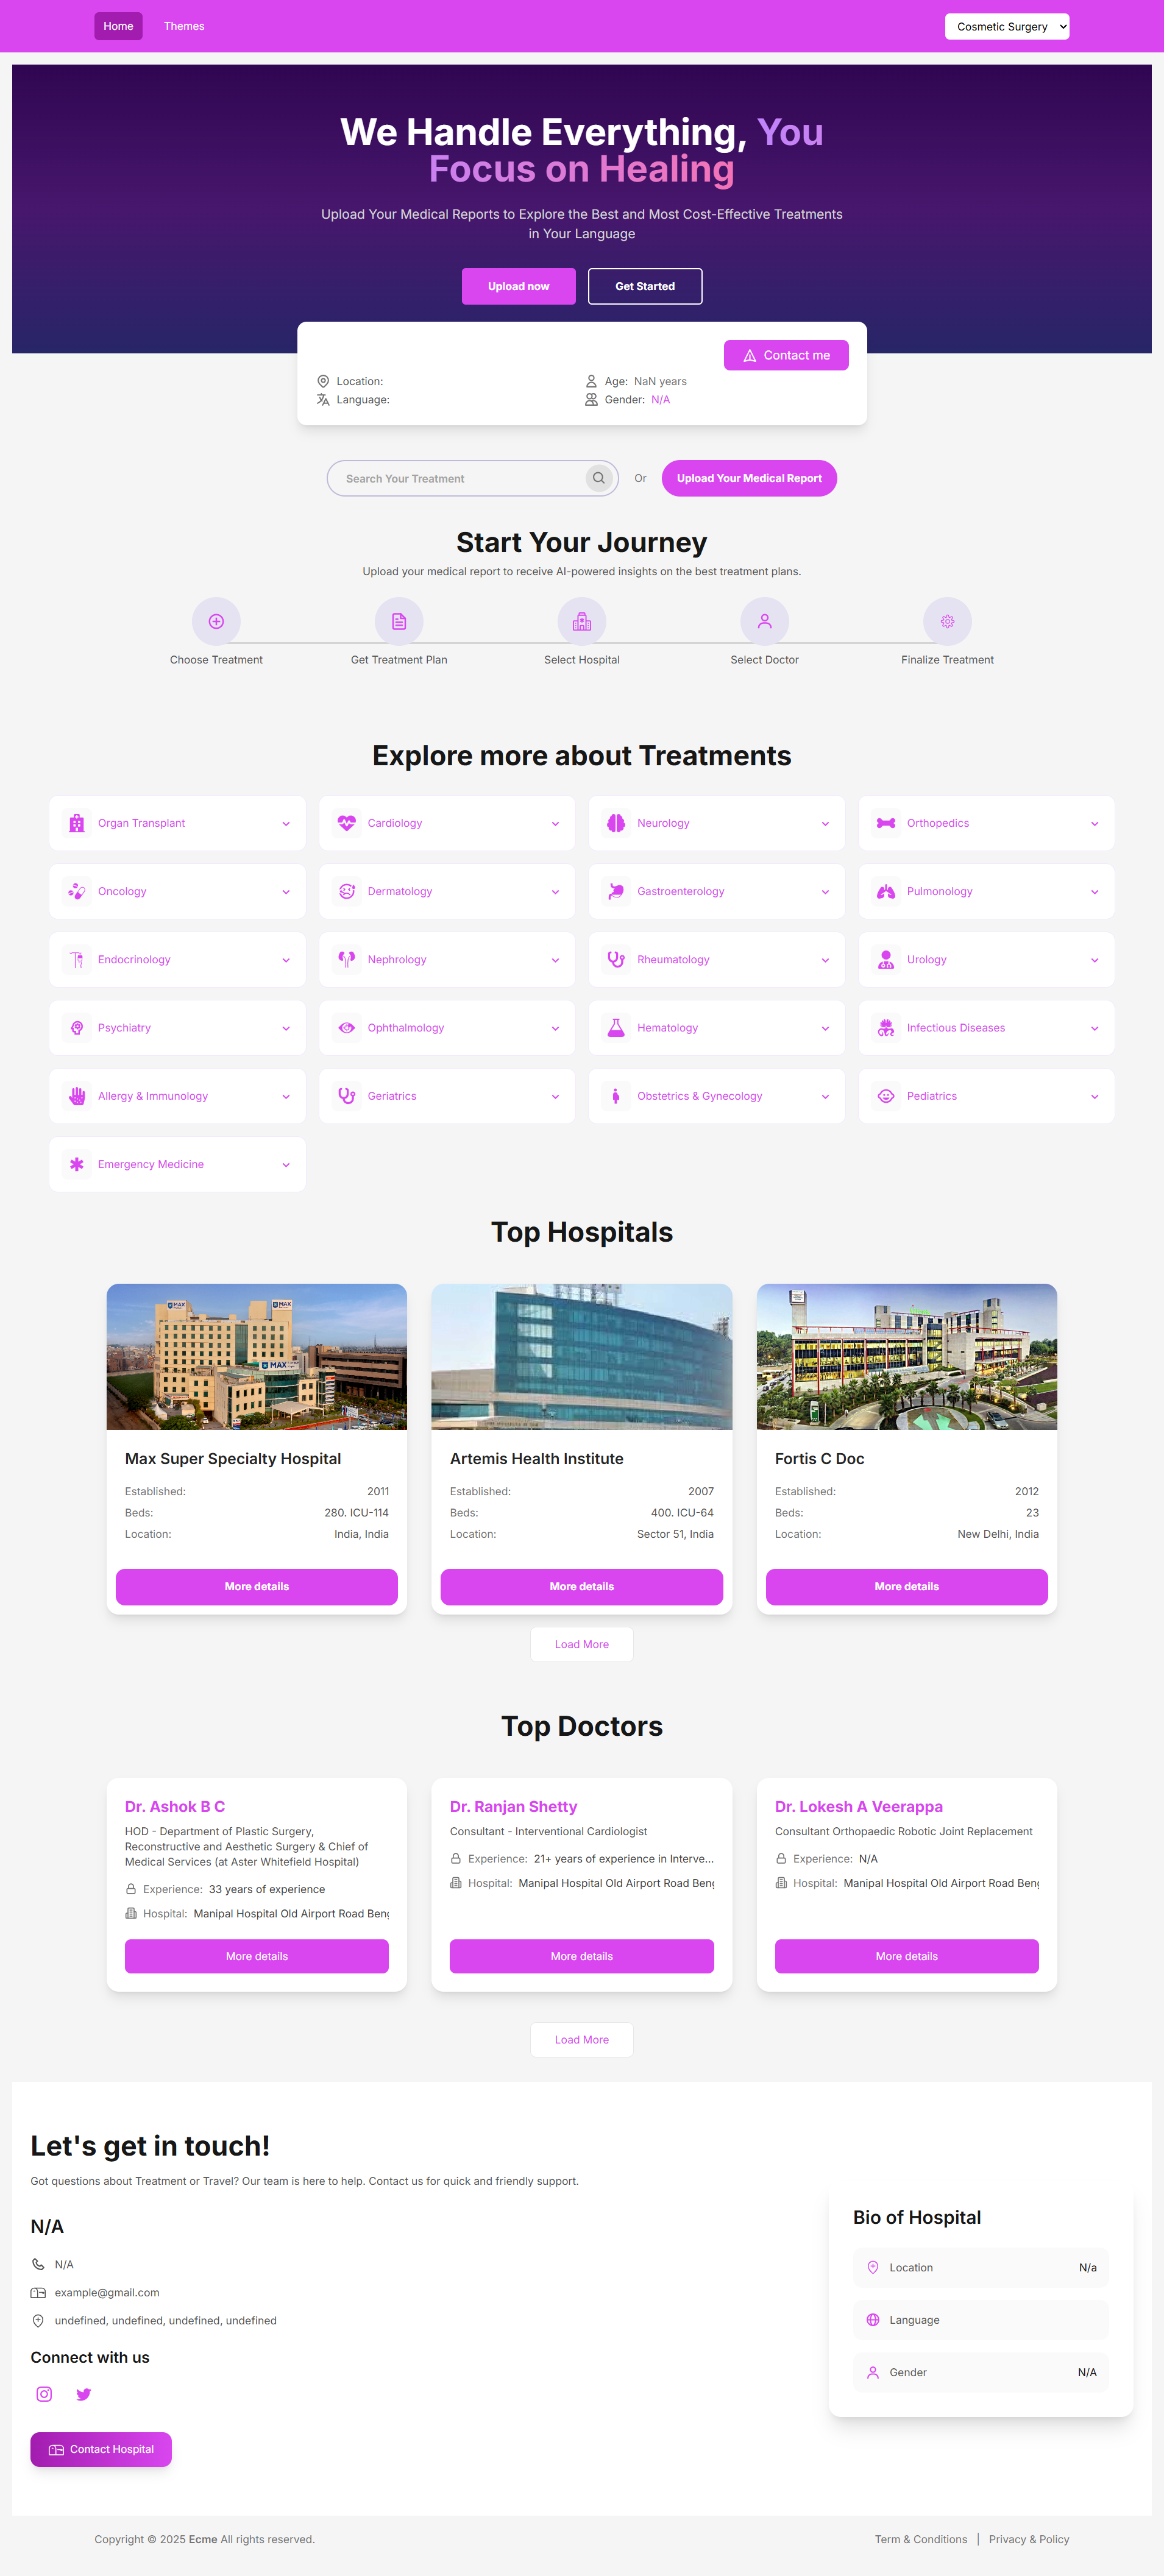 Home
Themes
Cosmetic Surgery
We Handle Everything, You
Focus on Healing
Upload Your Medical Reports to Explore the Best and Most Cost-Effective Treatments
in Your Language
Upload now
Get Started
Contact me
Location:
Age: NaN years
Language:
Gender: N/A
Search Your Treatment
Or
Upload Your Medical Report
Start Your Journey
Upload your medical report to receive AI-powered insights on the best treatment plans.
Choose Treatment
Get Treatment Plan
Select Hospital
Select Doctor
Finalize Treatment
Explore more about Treatments
Organ Transplant
Cardiology
Neurology
Orthopedics
Oncology
Dermatology
Gastroenterology
Pulmonology
Endocrinology
Nephrology
Rheumatology
Urology
Psychiatry
Ophthalmology
Hematology
Infectious Diseases
Allergy & Immunology
Geriatrics
Obstetrics & Gynecology
Pediatrics
Emergency Medicine
Top Hospitals
MAX
MAX
MAX
Max Super Specialty Hospital
Established: 2011
Beds: 280. ICU-114
Location: India, India
More details
Artemis Health Institute
Established: 2007
Beds: 400. ICU-64
Location: Sector 51, India
More details
Fortis C Doc
Established: 2012
Beds: 23
Location: New Delhi, India
More details
Load More
Top Doctors
Dr. Ashok B C
HOD - Department of Plastic Surgery,
Reconstructive and Aesthetic Surgery & Chief of
Medical Services (at Aster Whitefield Hospital)
Experience: 33 years of experience
Hospital: Manipal Hospital Old Airport Road Beng
More details
Dr. Ranjan Shetty
Consultant - Interventional Cardiologist
Experience: 21+ years of experience in Interve...
Hospital: Manipal Hospital Old Airport Road Beng
More details
Dr. Lokesh A Veerappa
Consultant Orthopaedic Robotic Joint Replacement
Experience: N/A
Hospital: Manipal Hospital Old Airport Road Beng
More details
Load More
Let's get in touch!
Got questions about Treatment or Travel? Our team is here to help. Contact us for quick and friendly support.
N/A
N/A
example@gmail.com
undefined, undefined, undefined, undefined
Connect with us
Contact Hospital
Bio of Hospital
Location N/a
Language
Gender N/A
Copyright © 2025 Ecme All rights reserved.
Term & Conditions | Privacy & Policy